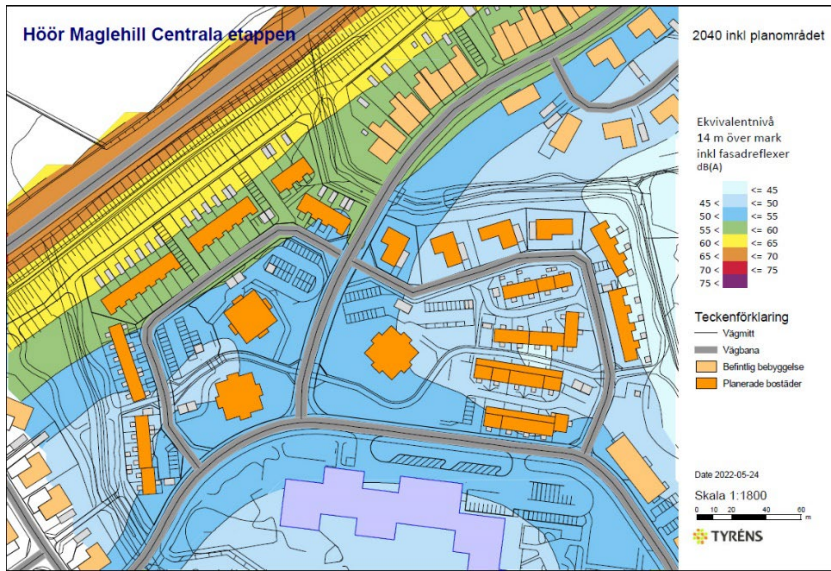 Höör Maglehill Centrala etappen
2040 inkl planområdet
Ekvivalentnivå
14 m över mark
inkl fasadreflexer
dB(A)
<= 45
45 < <= 50
50 < <= 55
55 < <= 60
60 < <= 65
65 < <= 70
70 < <= 75
75 <
Teckenförklaring
Vägmitt
Vägbana
Befintlig bebyggelse
Planerade bostäder
Date 2022-05-24
Skala 1:1800
0 10 20 40 60
m
TYRÉNS